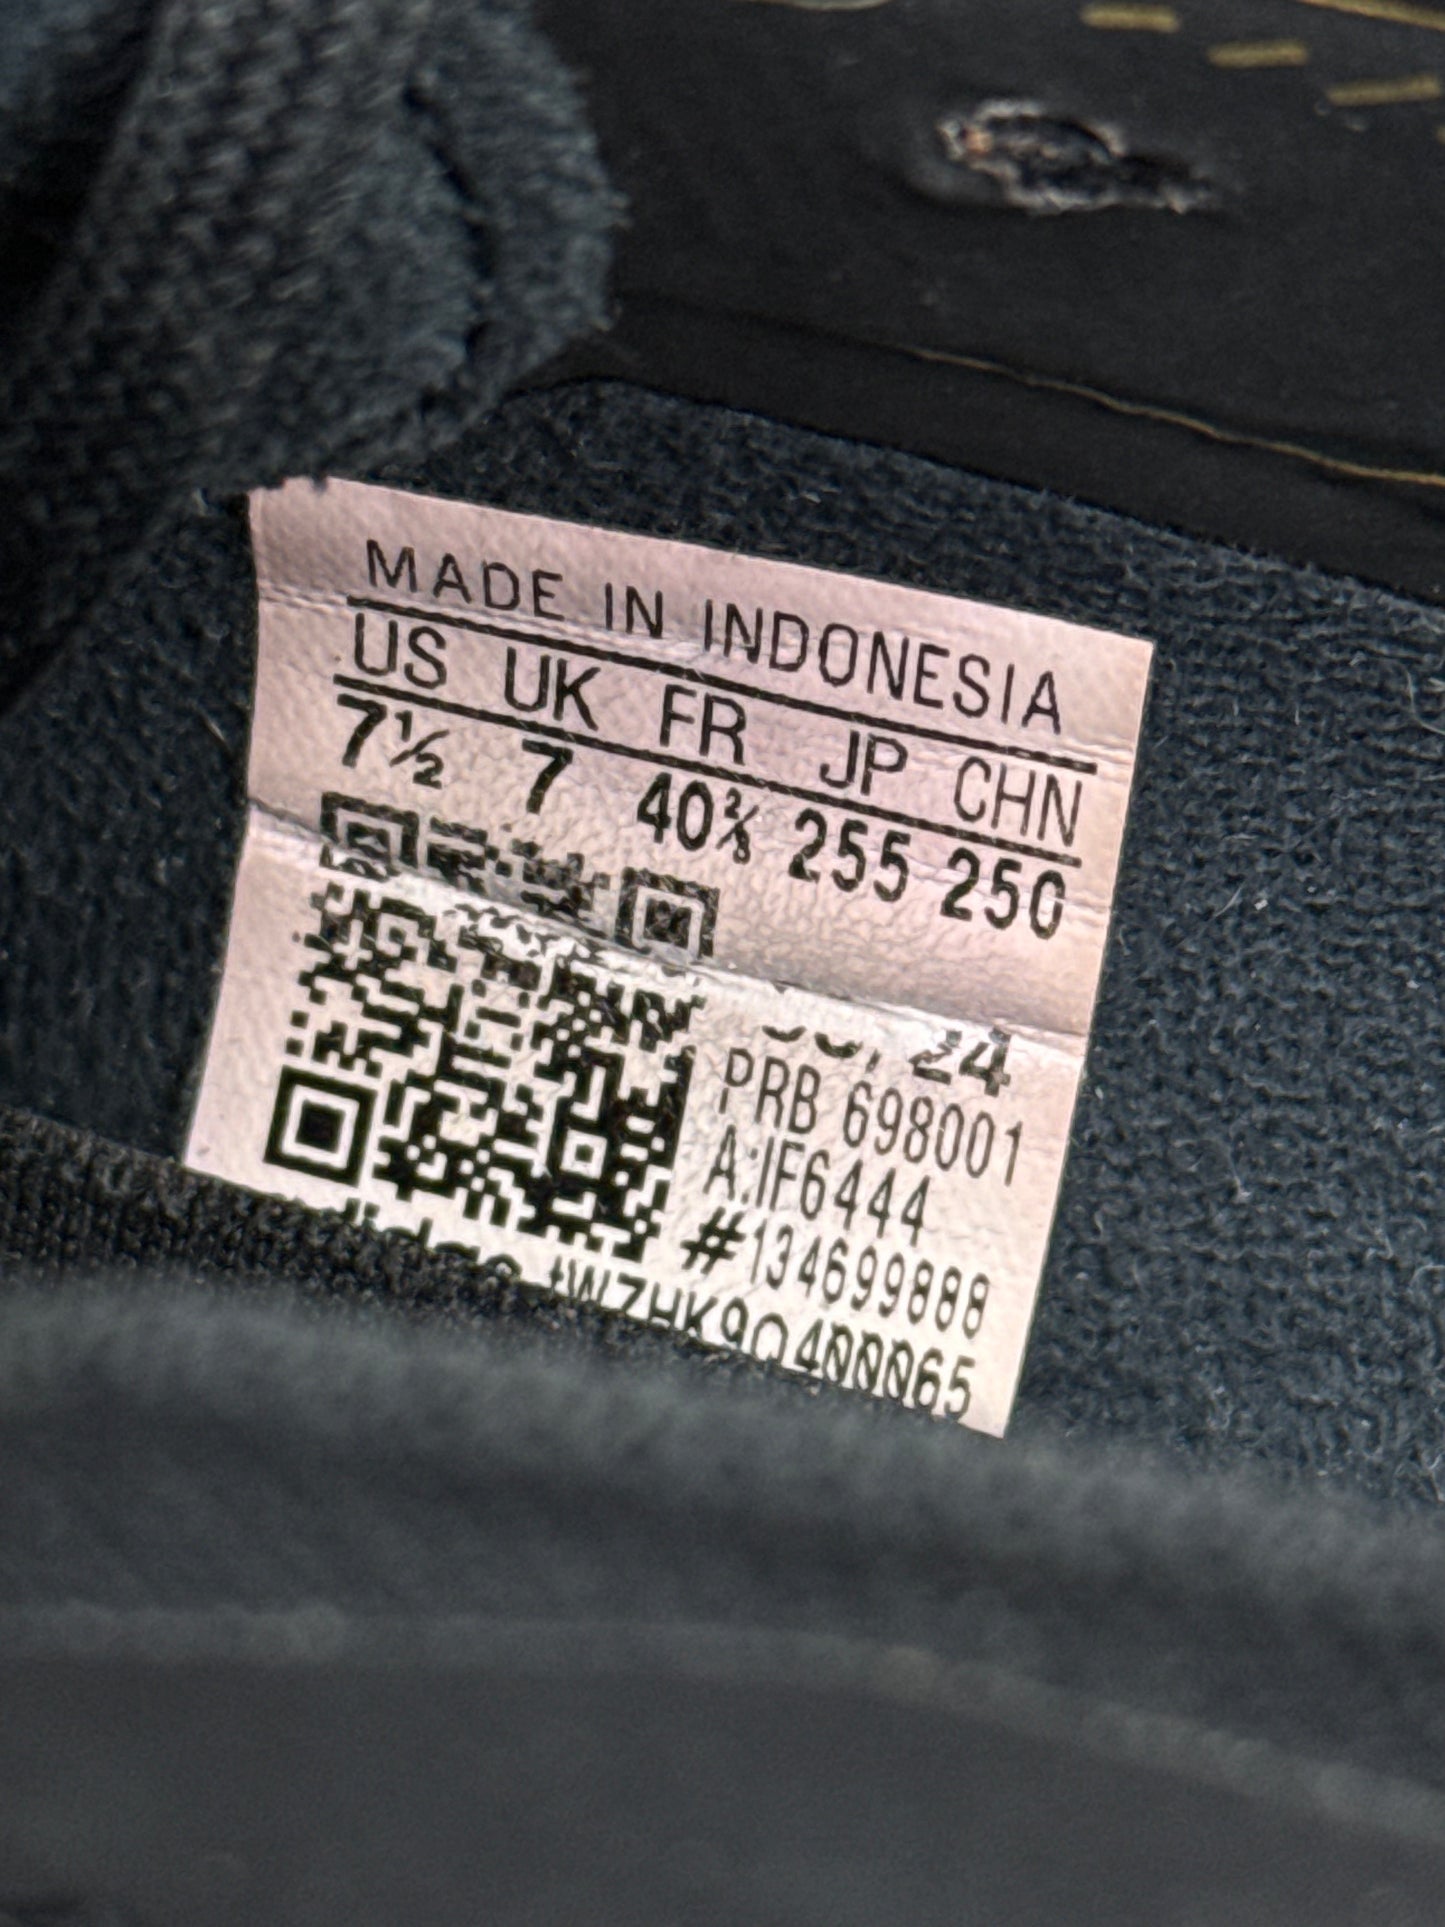 MADE IN INDONESIA
US UK FR JP CHN
7½ 7 40⅔ 255 250
24
PRB 698001
A:IF6444
#134699888